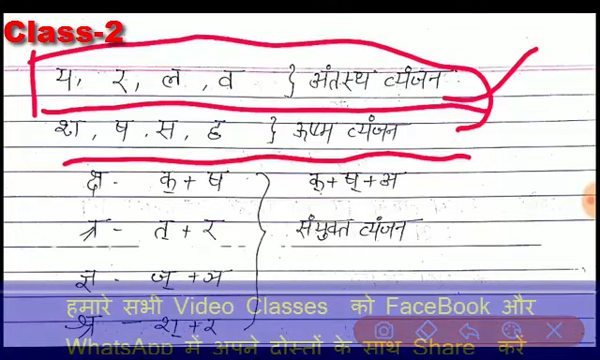 Class-2
य, र, ल, व } अंतस्थ व्यंजन
श, ष, स, ह } ऊष्म व्यंजन
क्ष - क् + ष क् + ष् + अ
त्र - त् + र संयुक्त व्यंजन
ज्ञ - ज् + ञ
हमारे सभी Video Classes को FaceBook और
श्र - श् + र
WhatsApp में अपने दोस्तों के साथ Share करें